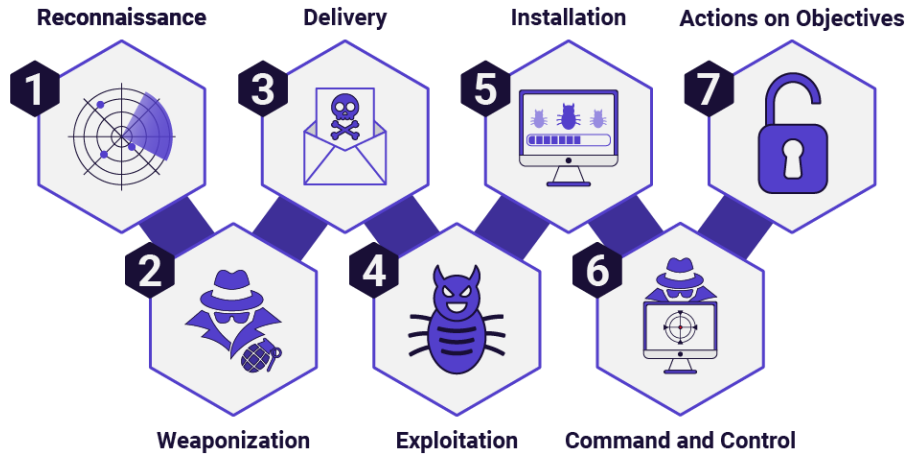 Reconnaissance
Delivery
Installation
Actions on Objectives
1
3
5
7
2
4
6
Weaponization
Exploitation
Command and Control